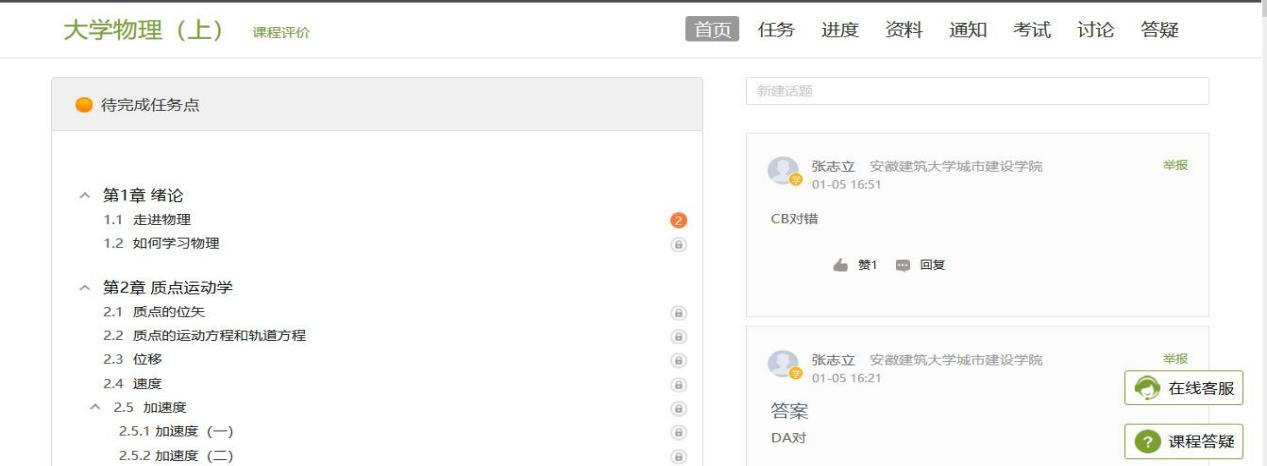 大学物理（上） 课程评价 首页 任务 进度 资料 通知 考试 讨论 答疑
待完成任务点
第1章 绪论
1.1 走进物理 2
1.2 如何学习物理
第2章 质点运动学
2.1 质点的位矢
2.2 质点的运动方程和轨道方程
2.3 位移
2.4 速度
2.5 加速度
2.5.1 加速度（一）
2.5.2 加速度（二）
新建话题
张志立 安徽建筑大学城市建设学院 举报
学 01-05 16:51
CB对错
赞1 回复
张志立 安徽建筑大学城市建设学院 举报
学 01-05 16:21
答案
DA对
在线客服
? 课程答疑